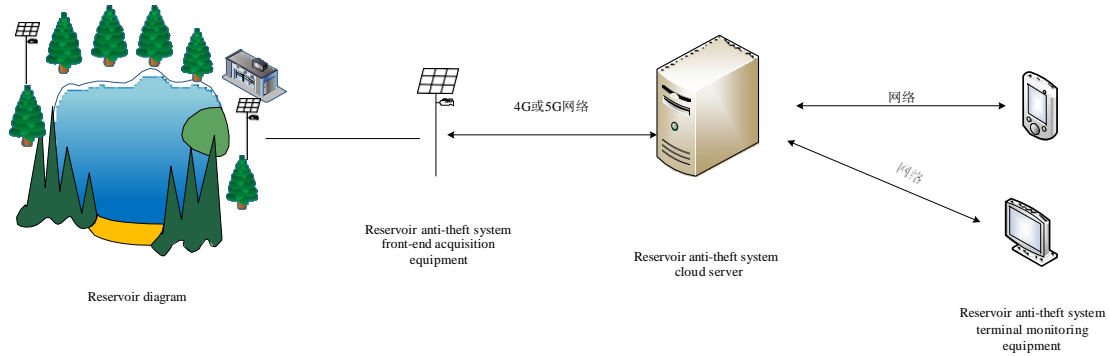 4G或5G网络
网络
网络
Reservoir anti-theft system
front-end acquisition
equipment
Reservoir anti-theft system
cloud server
Reservoir diagram
Reservoir anti-theft system
terminal monitoring
equipment